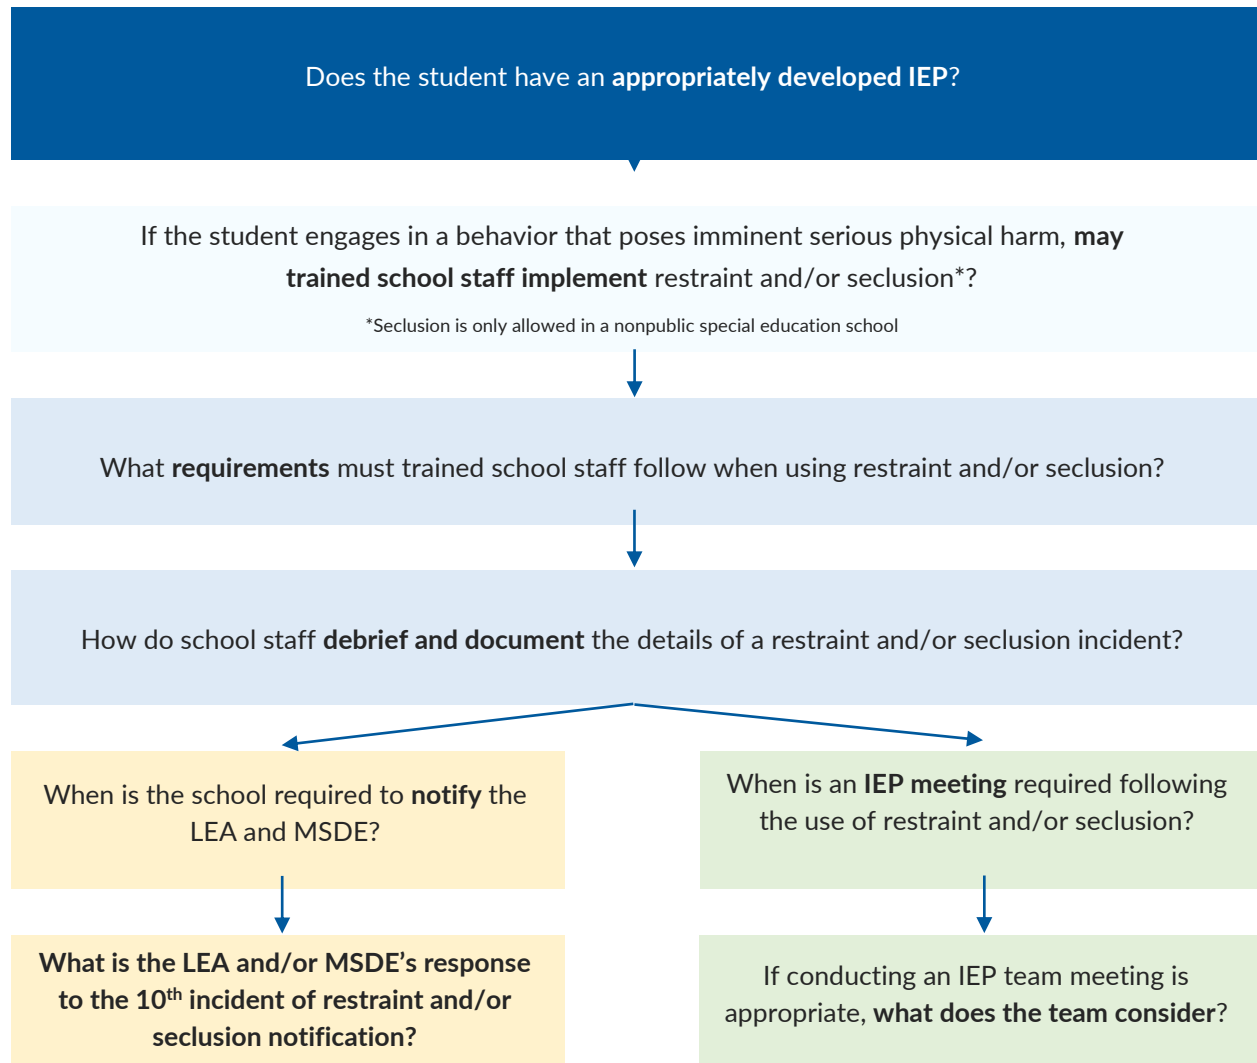 Does the student have an appropriately developed IEP?
If the student engages in a behavior that poses imminent serious physical harm, may
trained school staff implement restraint and/or seclusion*?
*Seclusion is only allowed in a nonpublic special education school
What requirements must trained school staff follow when using restraint and/or seclusion?
How do school staff debrief and document the details of a restraint and/or seclusion incident?
When is the school required to notify the
LEA and MSDE?
What is the LEA and/or MSDE’s response
to the 10th incident of restraint and/or
seclusion notification?
When is an IEP meeting required following
the use of restraint and/or seclusion?
If conducting an IEP team meeting is
appropriate, what does the team consider?